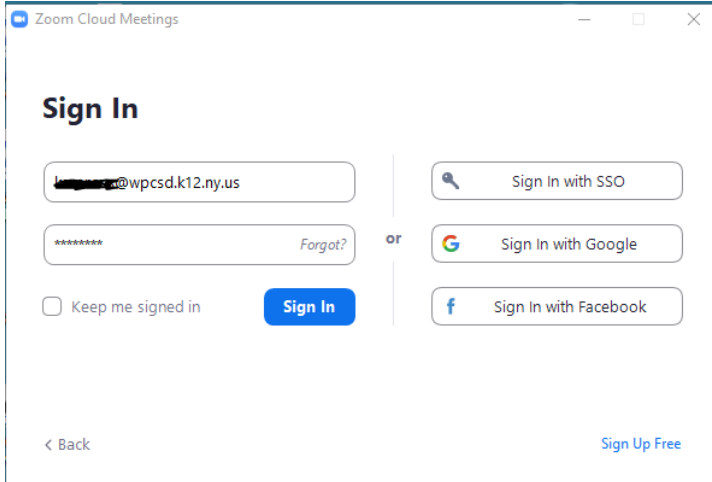 Zoom Cloud Meetings
Sign In
@wpcsd.k12.ny.us
******** Forgot?
Keep me signed in
Sign In
or
Sign In with SSO
Sign In with Google
Sign In with Facebook
Back
Sign Up Free